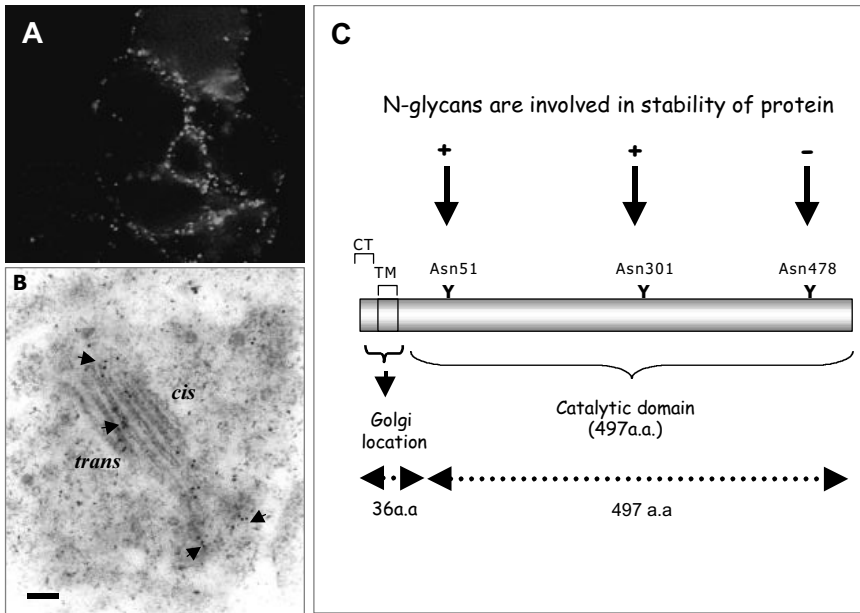 A
B
cis
trans
C
N-glycans are involved in stability of protein
+ + -
CT
TM
Asn51 Asn301 Asn478
Y Y Y
Golgi
location
Catalytic domain
(497a.a.)
36a.a 497 a.a